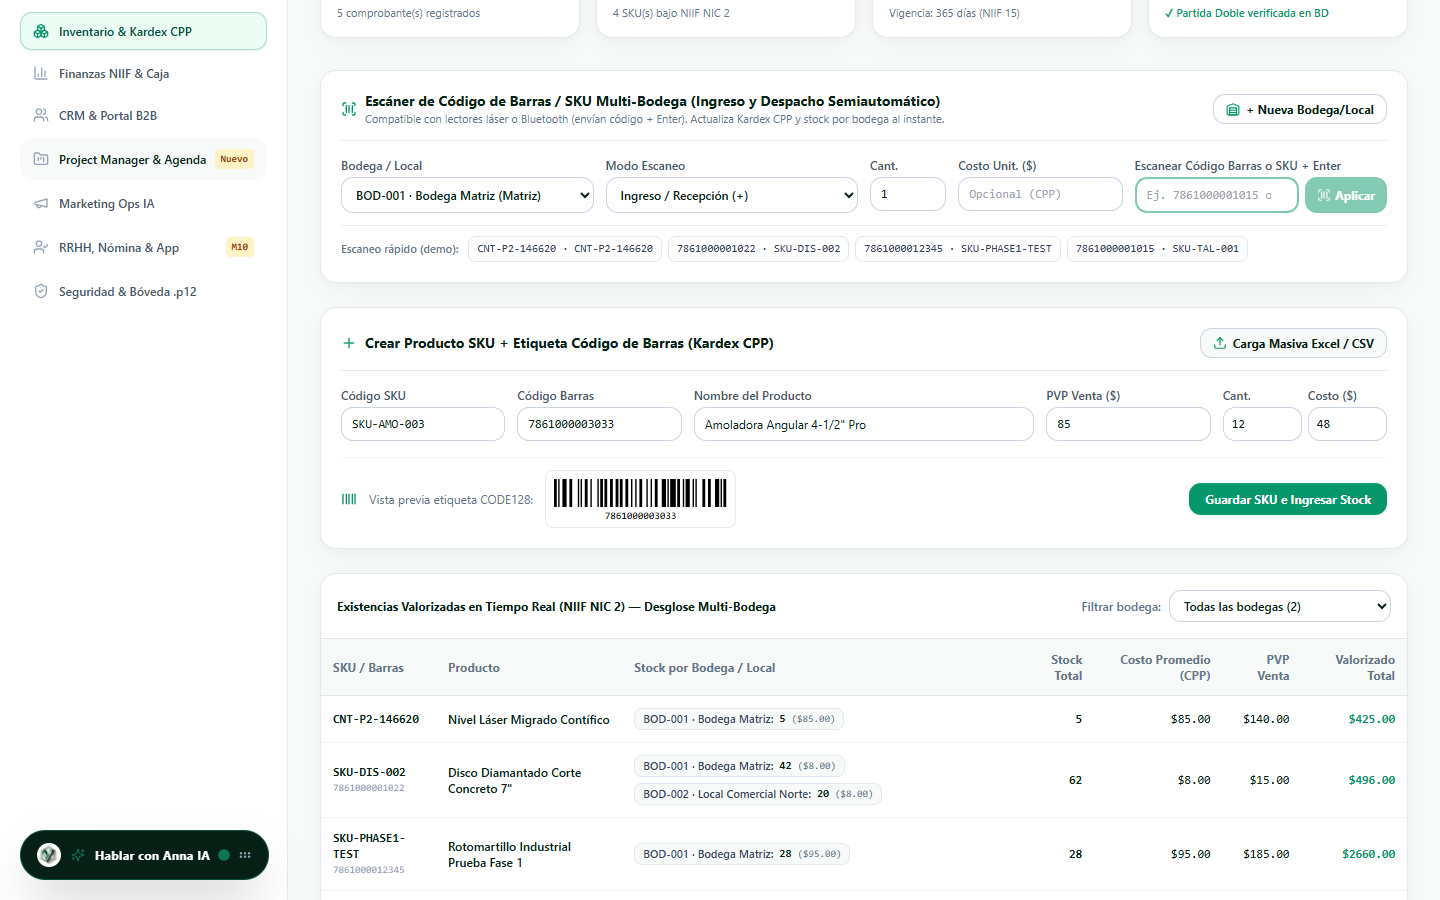 Inventario & Kardex CPP
Finanzas NIIF & Caja
CRM & Portal B2B
Project Manager & Agenda Nuevo
Marketing Ops IA
RRHH, Nómina & App M10
Seguridad & Bóveda .p12
Hablar con Anna IA
5 comprobante(s) registrados
4 SKU(s) bajo NIIF NIC 2
Vigencia: 365 días (NIIF 15)
✓ Partida Doble verificada en BD
Escáner de Código de Barras / SKU Multi-Bodega (Ingreso y Despacho Semiautomático)
Compatible con lectores láser o Bluetooth (envían código + Enter). Actualiza Kardex CPP y stock por bodega al instante.
+ Nueva Bodega/Local
Bodega / Local Modo Escaneo Cant. Costo Unit. ($) Escanear Código Barras o SKU + Enter
BOD-001 · Bodega Matriz (Matriz) Ingreso / Recepción (+) 1 Opcional (CPP) Ej. 7861000001015 o Aplicar
Escaneo rápido (demo): CNT-P2-146620 · CNT-P2-146620 7861000001022 · SKU-DIS-002 7861000012345 · SKU-PHASE1-TEST 7861000001015 · SKU-TAL-001
Crear Producto SKU + Etiqueta Código de Barras (Kardex CPP)
Carga Masiva Excel / CSV
Código SKU Código Barras Nombre del Producto PVP Venta ($) Cant. Costo ($)
SKU-AMO-003 7861000003033 Amoladora Angular 4-1/2" Pro 85 12 48
Vista previa etiqueta CODE128:
7861000003033
Guardar SKU e Ingresar Stock
Existencias Valorizadas en Tiempo Real (NIIF NIC 2) — Desglose Multi-Bodega
Filtrar bodega: Todas las bodegas (2)
SKU / Barras Producto Stock por Bodega / Local Stock Total Costo Promedio (CPP) PVP Venta Valorizado Total
CNT-P2-146620 Nivel Láser Migrado Contífico BOD-001 · Bodega Matriz: 5 ($85.00) 5 $85.00 $140.00 $425.00
SKU-DIS-002
7861000001022
Disco Diamantado Corte
Concreto 7"
BOD-001 · Bodega Matriz: 42 ($8.00)
BOD-002 · Local Comercial Norte: 20 ($8.00)
62 $8.00 $15.00 $496.00
SKU-PHASE1-
TEST
7861000012345
Rotomartillo Industrial
Prueba Fase 1
BOD-001 · Bodega Matriz: 28 ($95.00)
28 $95.00 $185.00 $2660.00